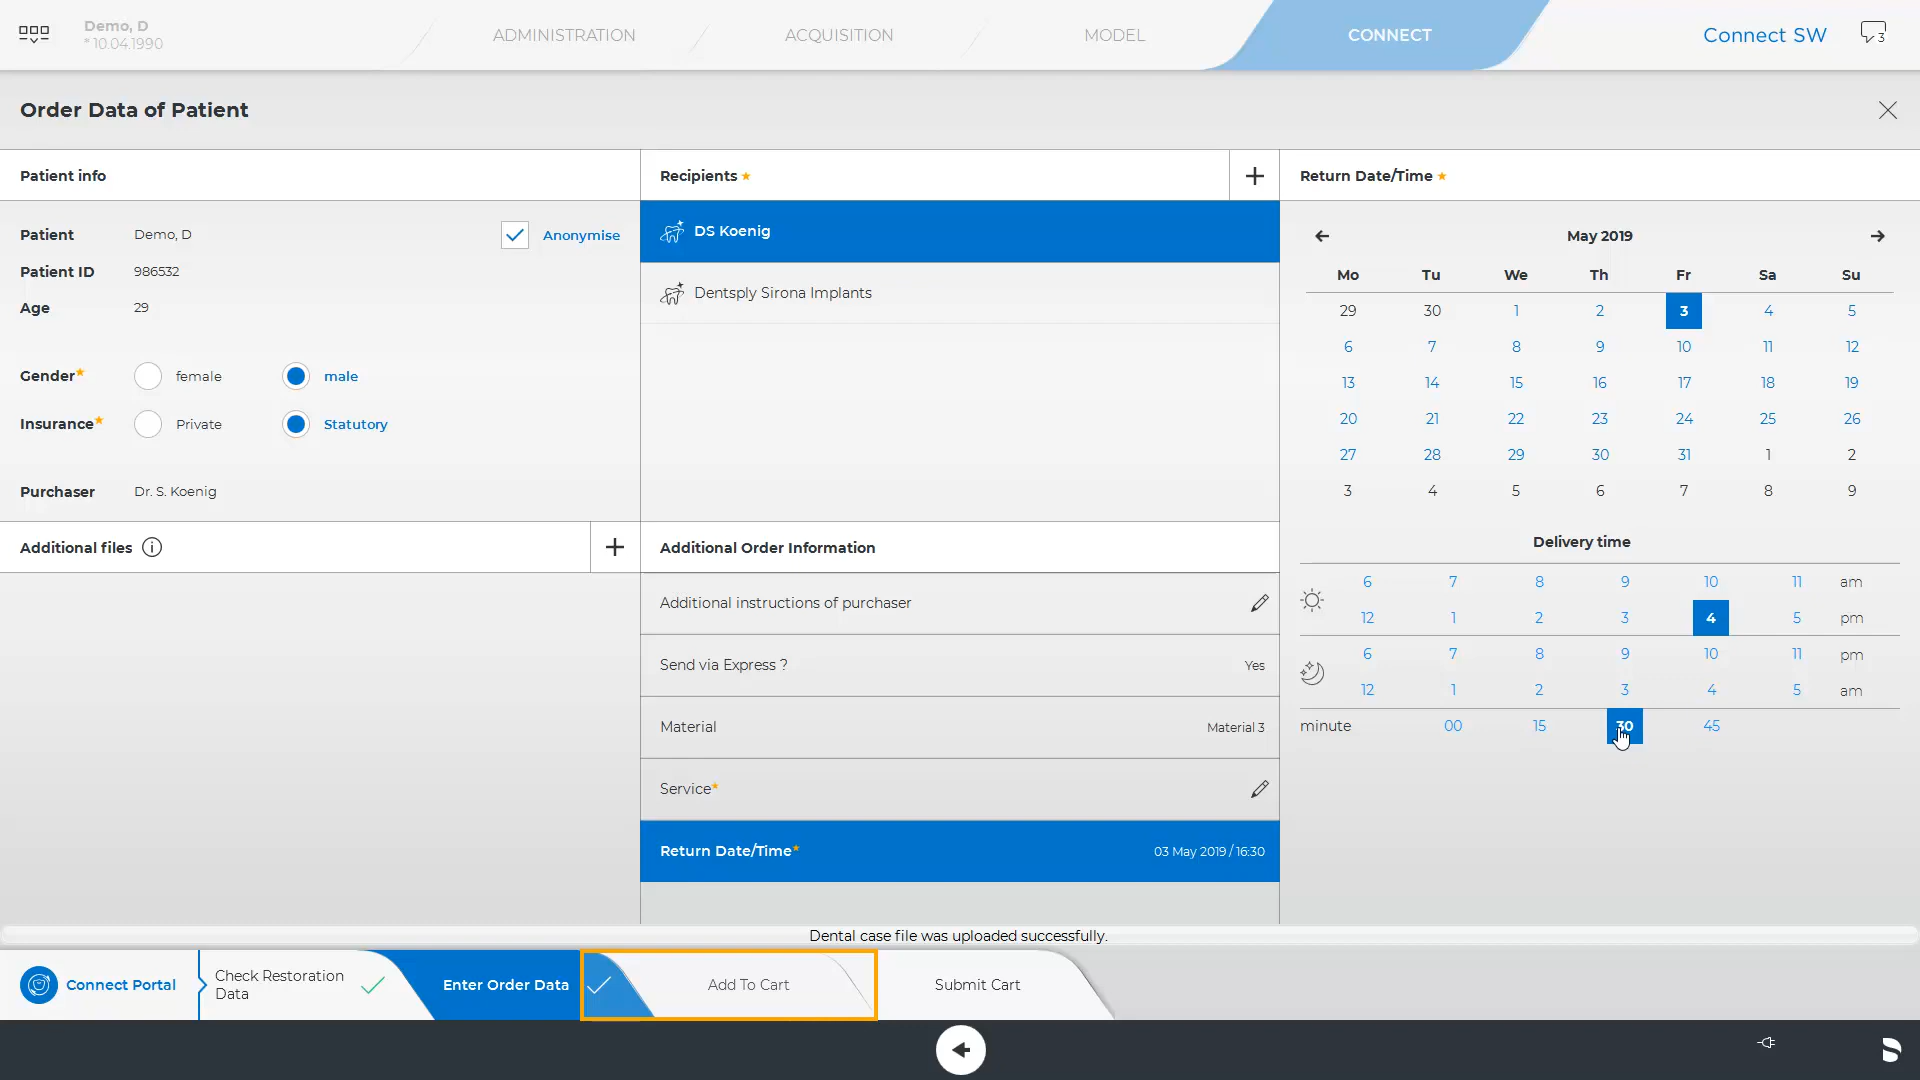 Demo, D
* 10.04.1990
ADMINISTRATION
ACQUISITION
MODEL
CONNECT
Connect SW
3
Order Data of Patient
Patient info
Patient Demo, D
Anonymise
Patient ID 986532
Age 29
Gender* female male
Insurance* Private Statutory
Purchaser Dr. S. Koenig
Additional files
Recipients *
DS Koenig
Dentsply Sirona Implants
Additional Order Information
Additional instructions of purchaser
Send via Express ? Yes
Material Material 3
Service*
Return Date/Time* 03 May 2019 / 16:30
Return Date/Time *
May 2019
Mo Tu We Th Fr Sa Su
29 30 1 2 3 4 5
6 7 8 9 10 11 12
13 14 15 16 17 18 19
20 21 22 23 24 25 26
27 28 29 30 31 1 2
3 4 5 6 7 8 9
Delivery time
6 7 8 9 10 11 am
12 1 2 3 4 5 pm
6 7 8 9 10 11 pm
12 1 2 3 4 5 am
minute 00 15 30 45
Dental case file was uploaded successfully.
Connect Portal
Check Restoration
Data
Enter Order Data
Add To Cart
Submit Cart